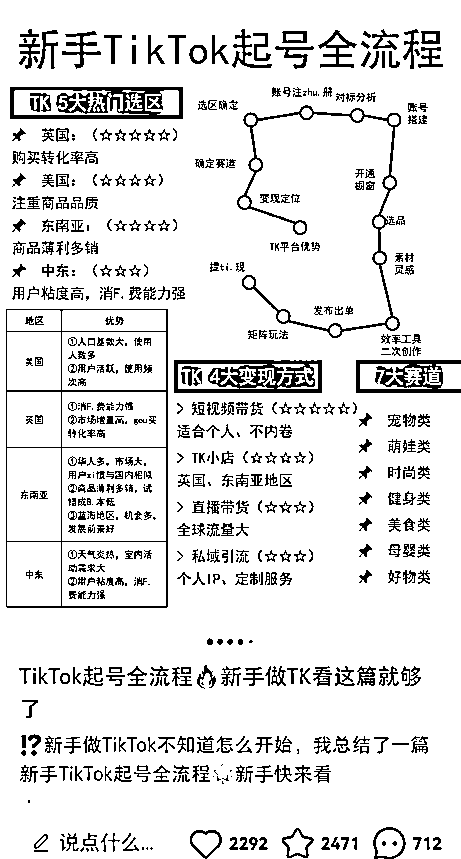 新手TikTok起号全流程
TK 5大热门选区
英国：（☆☆☆☆☆）
购买转化率高
美国：（☆☆☆☆）
注重商品品质
东南亚：（☆☆☆☆）
商品薄利多销
中东：（☆☆☆）
用户粘度高，消F.费能力强
选区确定
账号注zhu.册
对标分析
账号
搭建
确定赛道
开通
橱窗
变现定位
选品
TK平台优势
素材
灵感
提ti.现
发布出单
矩阵玩法
效率工具
二次创作
地区
优势
美国
①人口基数大，使用
人数多
②用户活跃，使用频
次高
英国
①消F.费能力强
②市场增量高，gou买
转化率高
东南亚
①华人多，市场大，
用户xi惯与国内相似
②商品薄利多销，试
错成B.本低
③蓝海地区，机会多，
发展前景好
中东
①天气炎热，室内活
动需求大
②用户粘度高，消F.
费能力强
TK 4大变现方式
> 短视频带货（☆☆☆☆☆）
适合个人、不内卷
> TK小店（☆☆☆☆）
英国、东南亚地区
> 直播带货（☆☆☆）
全球流量大
> 私域引流（☆☆☆）
个人IP、定制服务
7大赛道
宠物类
萌娃类
时尚类
健身类
美食类
母婴类
好物类
TikTok起号全流程🔥新手做TK看这篇就够
了
⁉️新手做TikTok不知道怎么开始，我总结了一篇
新手TikTok起号全流程 新手快来看
说点什么... 2292 2471 712